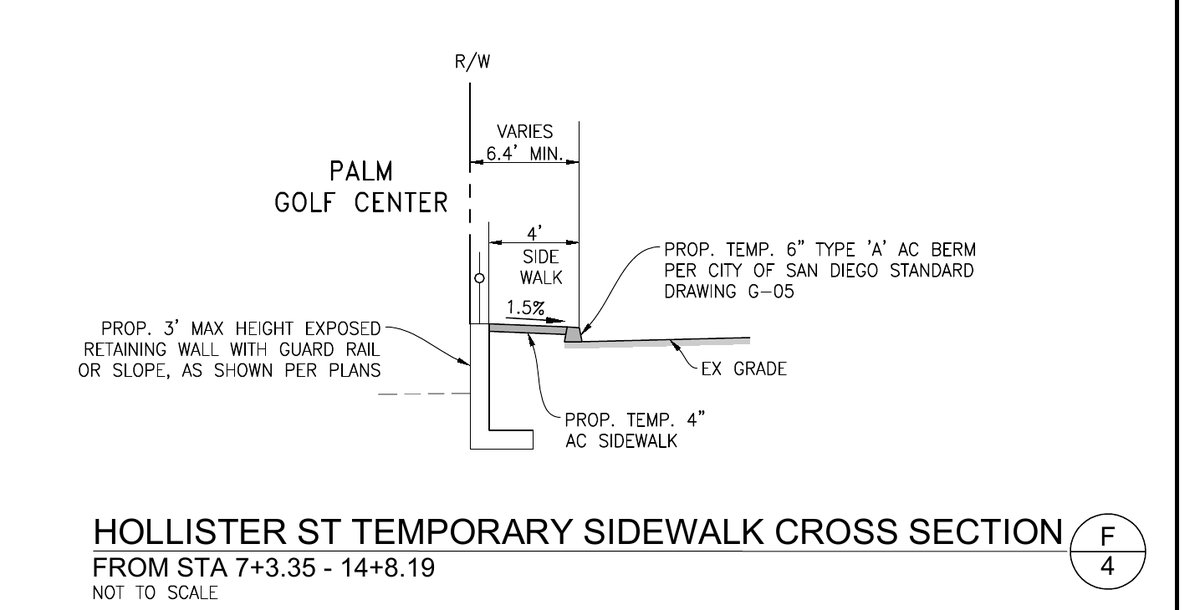 R/W
VARIES
6.4' MIN.
PALM
GOLF CENTER
4'
SIDE
WALK
1.5%
PROP. TEMP. 6" TYPE 'A' AC BERM
PER CITY OF SAN DIEGO STANDARD
DRAWING G-05
PROP. 3' MAX HEIGHT EXPOSED
RETAINING WALL WITH GUARD RAIL
OR SLOPE, AS SHOWN PER PLANS
EX GRADE
PROP. TEMP. 4"
AC SIDEWALK
HOLLISTER ST TEMPORARY SIDEWALK CROSS SECTION
FROM STA 7+3.35 - 14+8.19
NOT TO SCALE
F
4